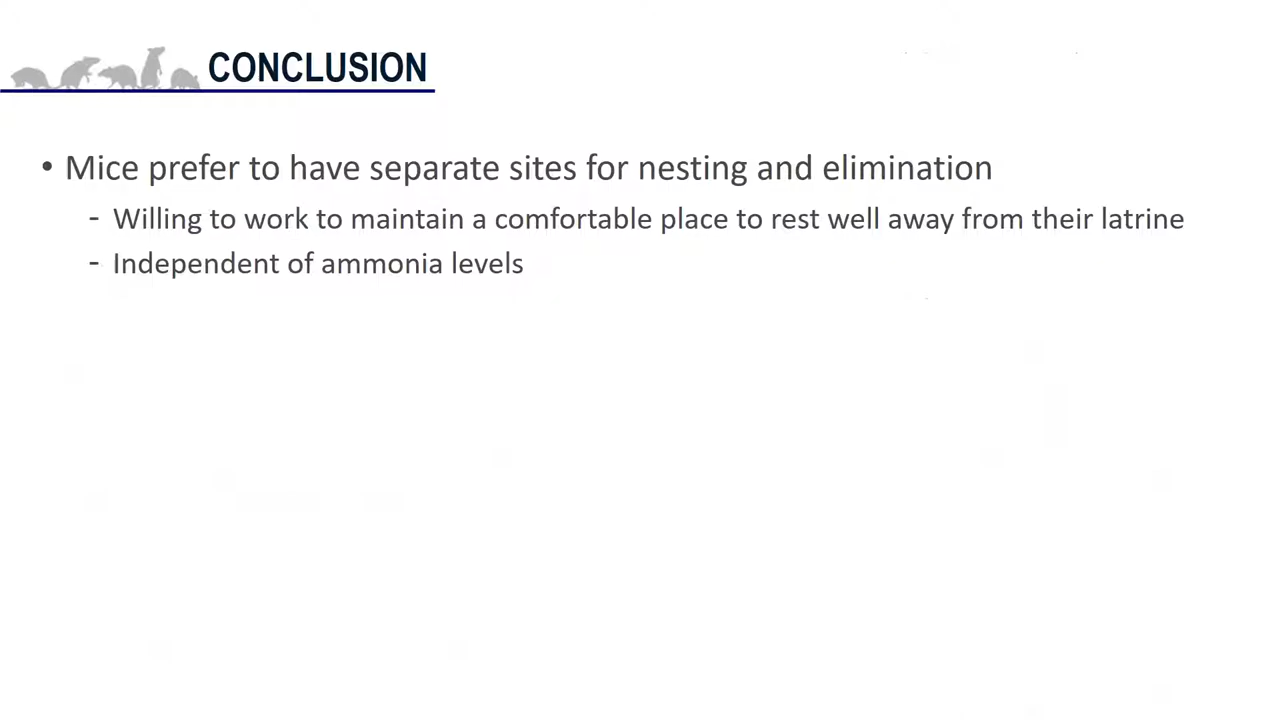 CONCLUSION
• Mice prefer to have separate sites for nesting and elimination
- Willing to work to maintain a comfortable place to rest well away from their latrine
- Independent of ammonia levels